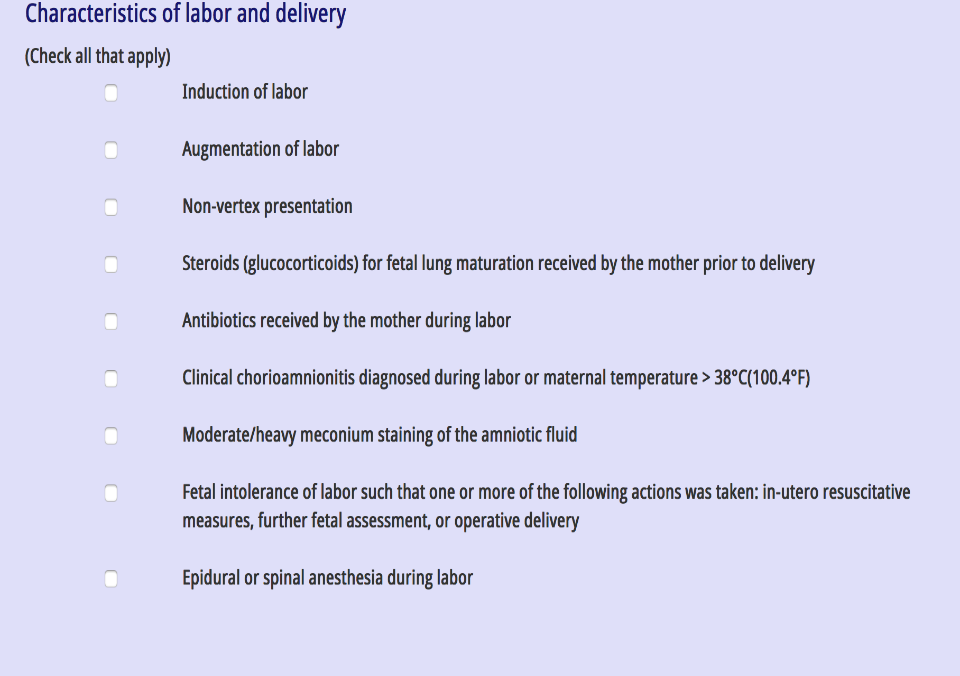 Characteristics of labor and delivery
(Check all that apply)
Induction of labor
Augmentation of labor
Non-vertex presentation
Steroids (glucocorticoids) for fetal lung maturation received by the mother prior to delivery
Antibiotics received by the mother during labor
Clinical chorioamnionitis diagnosed during labor or maternal temperature > 38°C(100.4°F)
Moderate/heavy meconium staining of the amniotic fluid
Fetal intolerance of labor such that one or more of the following actions was taken: in-utero resuscitative
measures, further fetal assessment, or operative delivery
Epidural or spinal anesthesia during labor